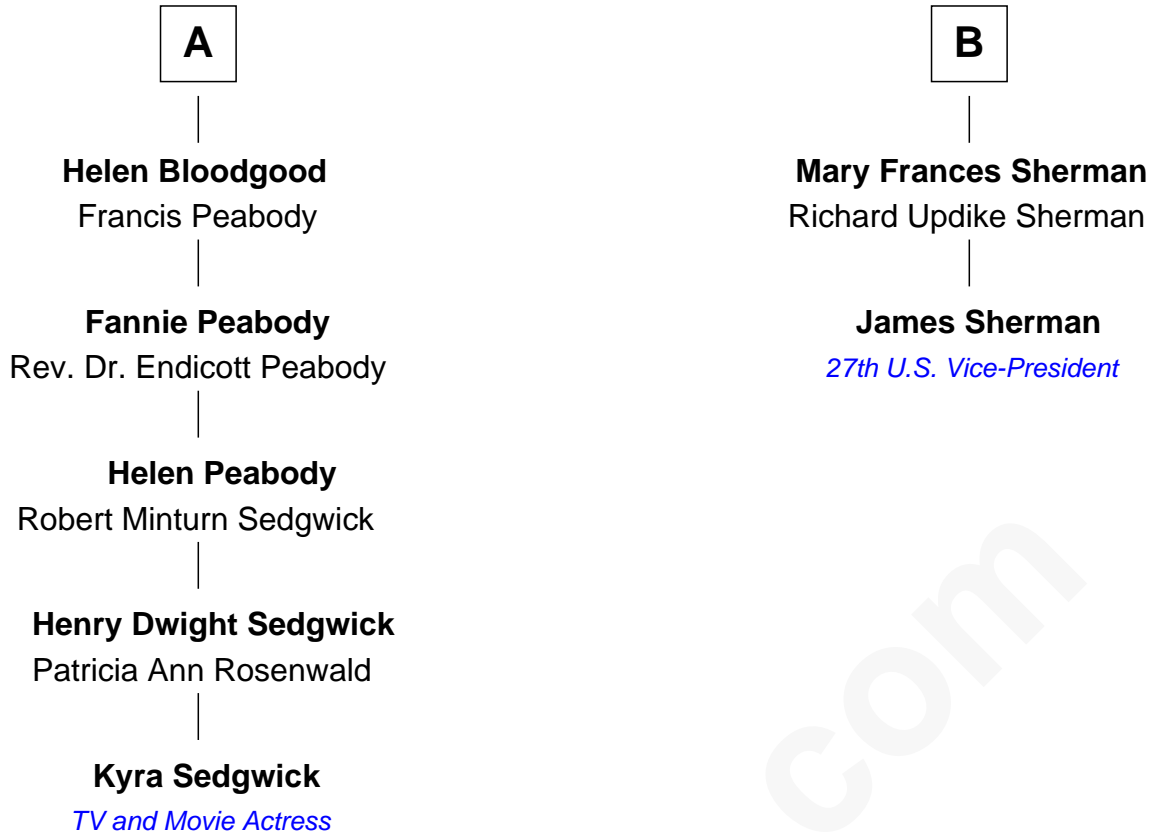 A
B
Helen Bloodgood
Francis Peabody
Mary Frances Sherman
Richard Updike Sherman
Fannie Peabody
Rev. Dr. Endicott Peabody
James Sherman
27th U.S. Vice-President
Helen Peabody
Robert Minturn Sedgwick
Henry Dwight Sedgwick
Patricia Ann Rosenwald
Kyra Sedgwick
TV and Movie Actress
com